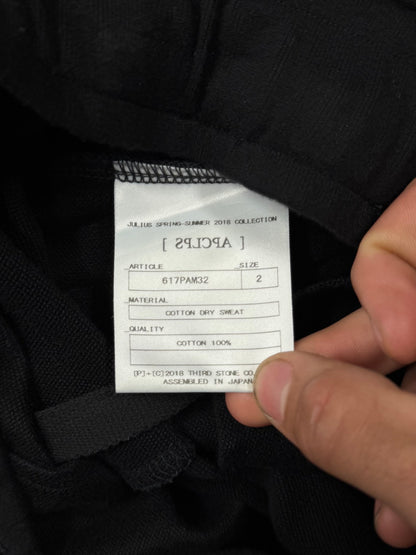 JULIUS SPRING-SUMMER 2018 COLLECTION
[ APCLPS ]
ARTICLE SIZE
617PAM32 2
MATERIAL
COTTON DRY SWEAT
QUALITY
COTTON 100%
[P]+[C]2018 THIRD STONE CO.
ASSEMBLED IN JAPAN